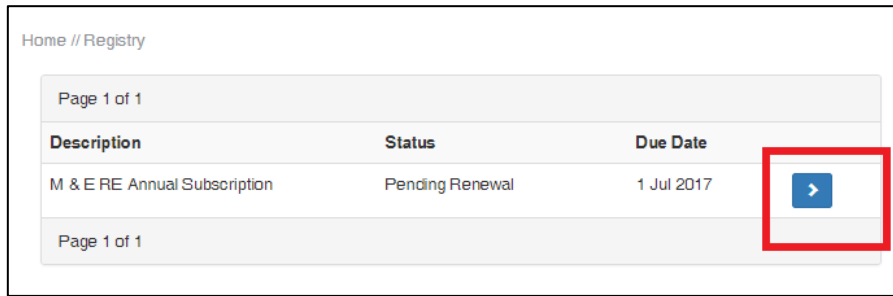 Home // Registry
Page 1 of 1
Description Status Due Date
M & E RE Annual Subscription Pending Renewal 1 Jul 2017
Page 1 of 1